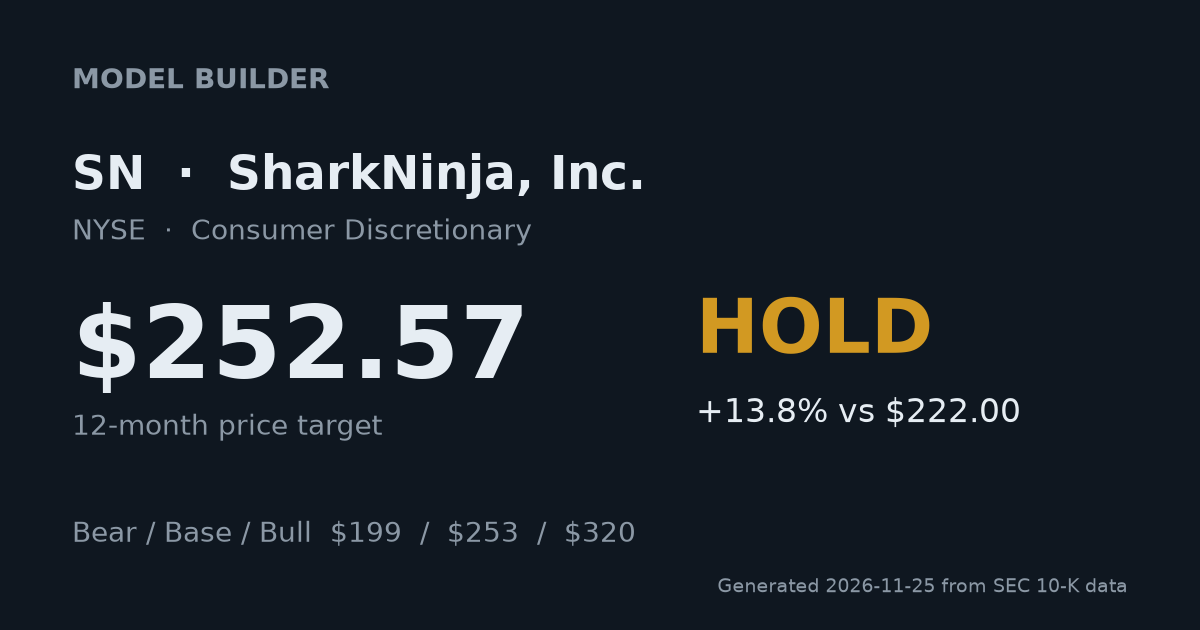 MODEL BUILDER
SN · SharkNinja, Inc.
NYSE · Consumer Discretionary
$252.57
HOLD
12-month price target
+13.8% vs $222.00
Bear / Base / Bull $199 / $253 / $320
Generated 2026-11-25 from SEC 10-K data